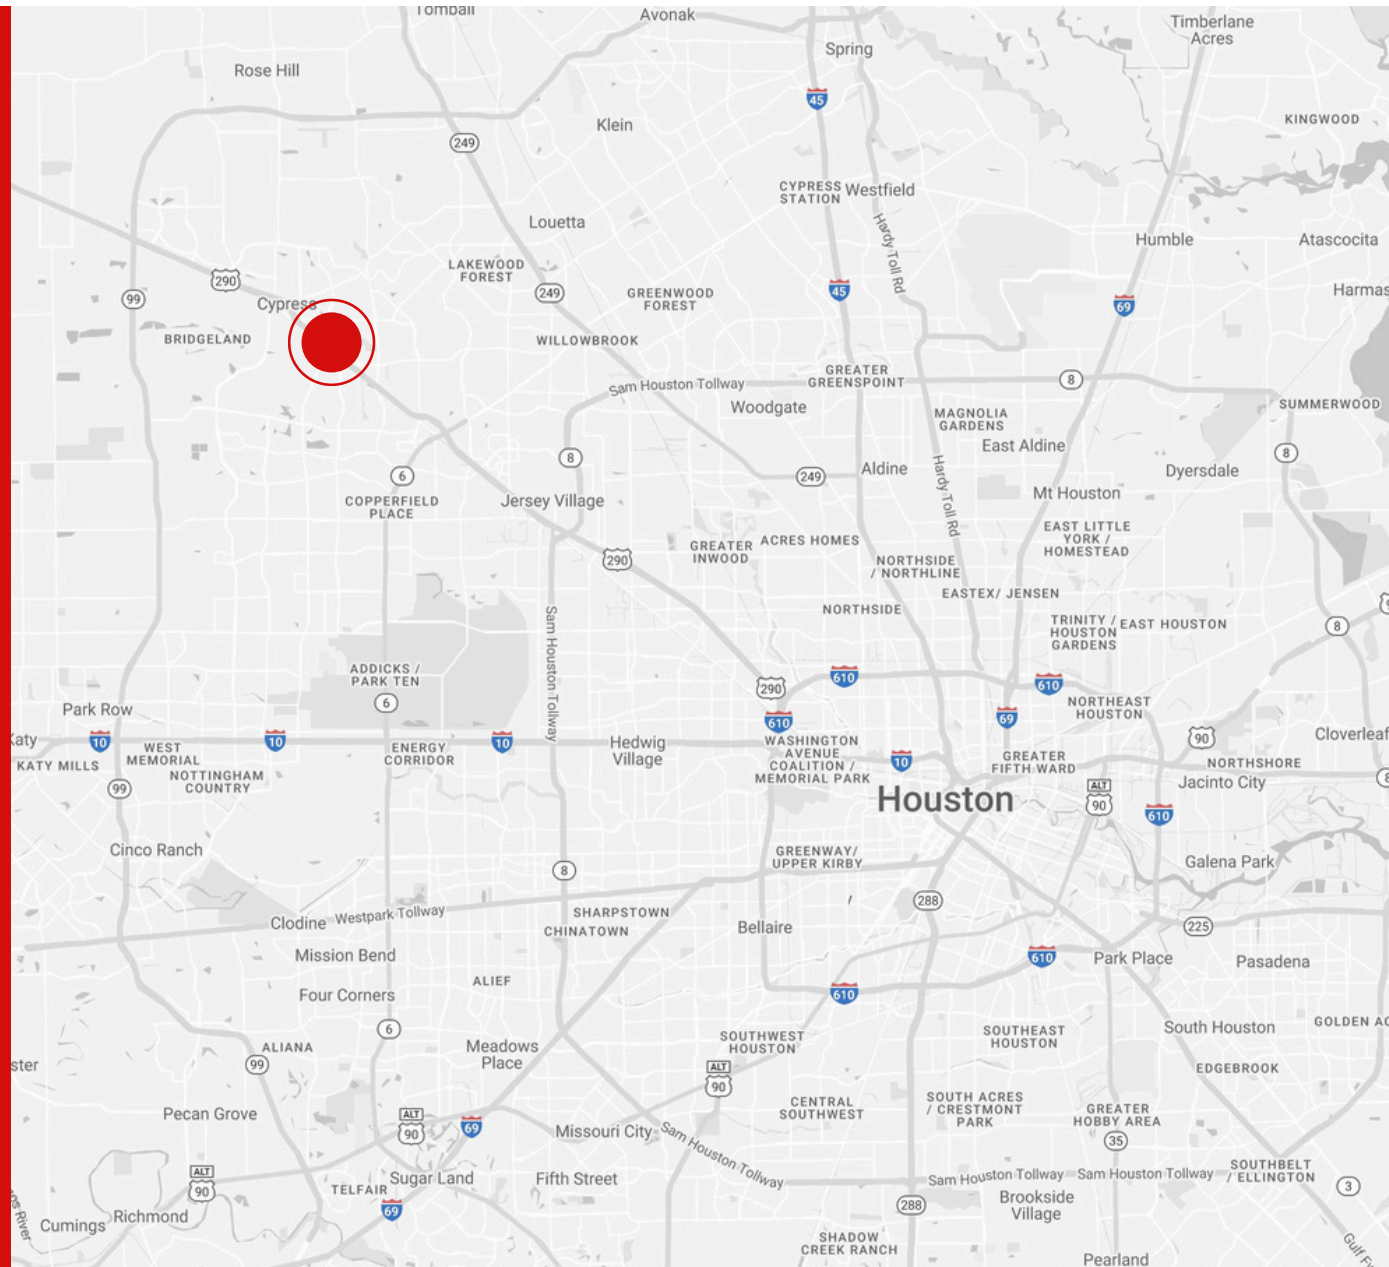 Tomball
Avonak
Timberlane
Acres
Spring
Rose Hill
45
KINGWOOD
Klein
249
CYPRESS
STATION
Westfield
Louetta
Hardy Toll Rd
Humble
Atascocita
LAKEWOOD
FOREST
290
99
Cypress
249
GREENWOOD
FOREST
45
69
Harmas
BRIDGELAND
WILLOWBROOK
GREATER
GREENSPOINT
Sam Houston Tollway
8
Woodgate
MAGNOLIA
GARDENS
SUMMERWOOD
East Aldine
8
8
6
249
Aldine
Hardy Toll Rd
Dyersdale
COPPERFIELD
PLACE
Jersey Village
Mt Houston
EAST LITTLE
YORK /
HOMESTEAD
290
GREATER
INWOOD
ACRES HOMES
NORTHSIDE
/ NORTHLINE
EASTEX/ JENSEN
NORTHSIDE
TRINITY /
HOUSTON
GARDENS
EAST HOUSTON
8
Sam Houston Tollway
ADDICKS /
PARK TEN
6
290
610
610
610
69
NORTHEAST
HOUSTON
Park Row
Katy
10
10
10
WEST
MEMORIAL
KATY MILLS
NOTTINGHAM
COUNTRY
ENERGY
CORRIDOR
Hedwig
Village
WASHINGTON
AVENUE
COALITION /
MEMORIAL PARK
10
GREATER
FIFTH WARD
90
Cloverleaf
NORTHSHORE
Jacinto City
8
99
Houston
ALT
90
610
Cinco Ranch
8
GREENWAY/
UPPER KIRBY
Galena Park
288
Clodine
Westpark Tollway
SHARPSTOWN
CHINATOWN
Bellaire
225
Mission Bend
610
Park Place
Pasadena
ALIEF
Four Corners
610
6
SOUTHWEST
HOUSTON
SOUTHEAST
HOUSTON
South Houston
GOLDEN AC
ALIANA
99
Meadows
Place
ster
ALT
90
EDGEBROOK
Pecan Grove
ALT
90
69
CENTRAL
SOUTHWEST
SOUTH ACRES
/ CRESTMONT
PARK
GREATER
HOBBY AREA
35
Missouri City
Sam Houston Tollway
ALT
90
TELFAIR
Sugar Land
Fifth Street
Sam Houston Tollway
Sam Houston Tollway
SOUTHBELT
/ ELLINGTON
3
69
288
Brookside
Village
Cumings
Richmond
os River
SHADOW
CREEK RANCH
Pearland
Gulf Fw